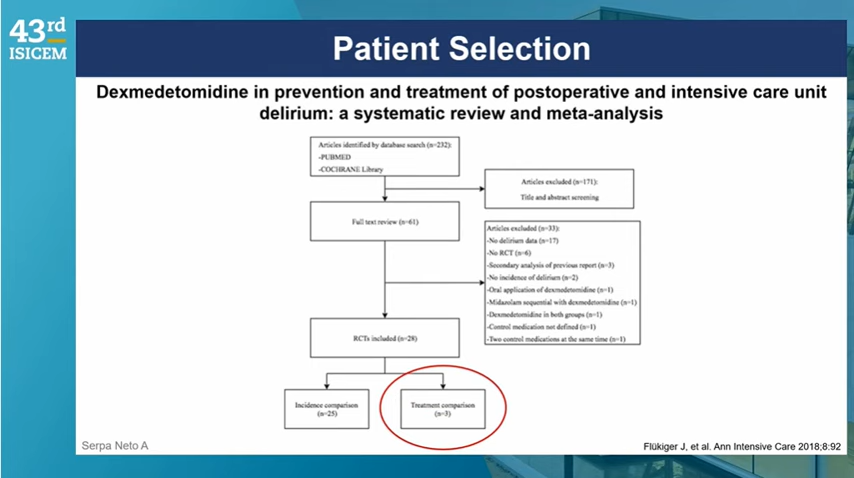 43rd
ISICEM
Patient Selection
Dexmedetomidine in prevention and treatment of postoperative and intensive care unit
delirium: a systematic review and meta-analysis
Articles identified by database search (n=232):
-PUBMED
-COCHRANE Library
Articles excluded (n=171):
Title and abstract screening
Full text review (n=61)
Articles excluded (n=33):
-No delirium data (n=17)
-No RCT (n=6)
-Secondary analysis of previous report (n=3)
-No incidence of delirium (n=2)
-Oral application of dexmedetomidine (n=1)
-Midazolam sequential with dexmedetomidine (n=1)
-Dexmedetomidine in both groups (n=1)
-Control medication not defined (n=1)
-Two control medications at the same time (n=1)
RCTs included (n=28)
Incidence comparison
(n=25)
Treatment comparison
(n=3)
Serpa Neto A
Flükiger J, et al. Ann Intensive Care 2018;8:92